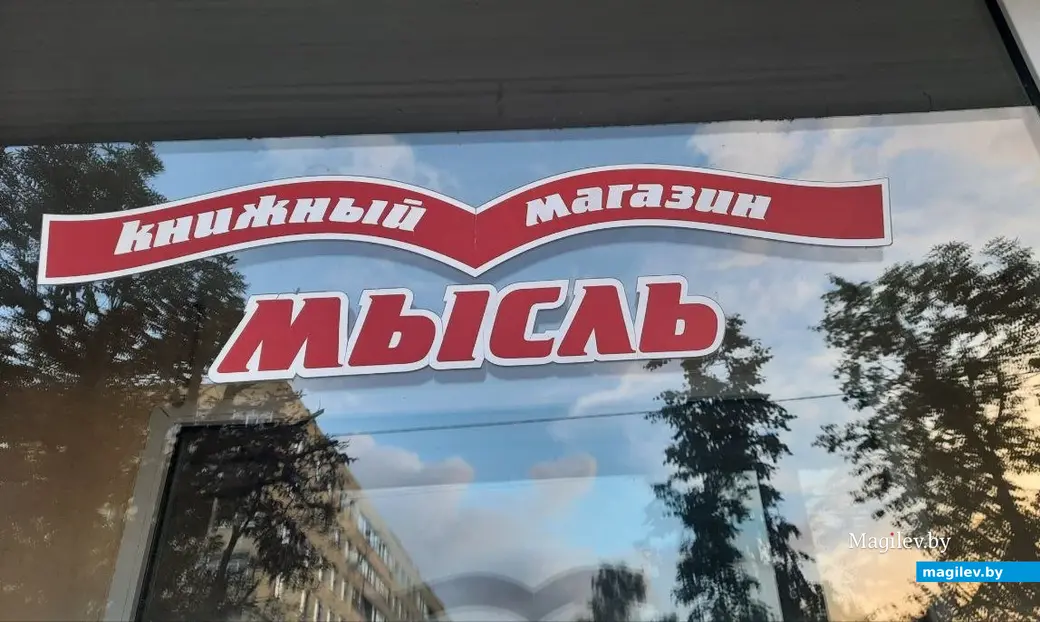 книжный магазин
мысль
Magilev.by
magilev.by